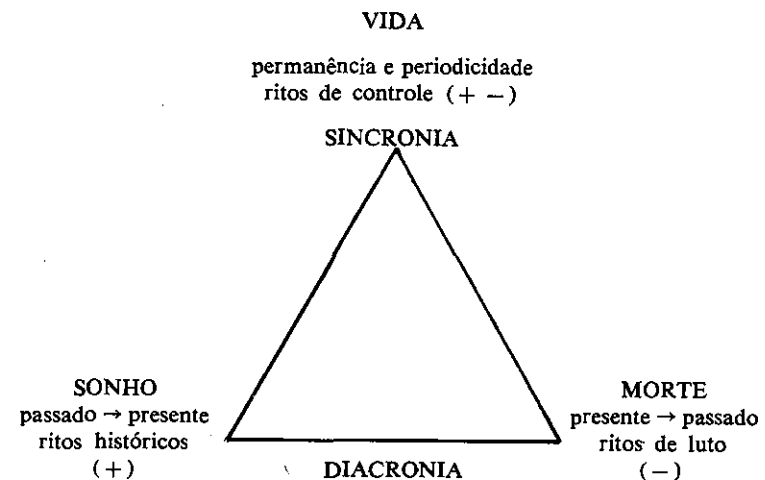 VIDA
permanência e periodicidade
ritos de controle (+ −)
SINCRONIA
SONHO
passado → presente
ritos históricos
(+)
DIACRONIA
MORTE
presente → passado
ritos de luto
(−)